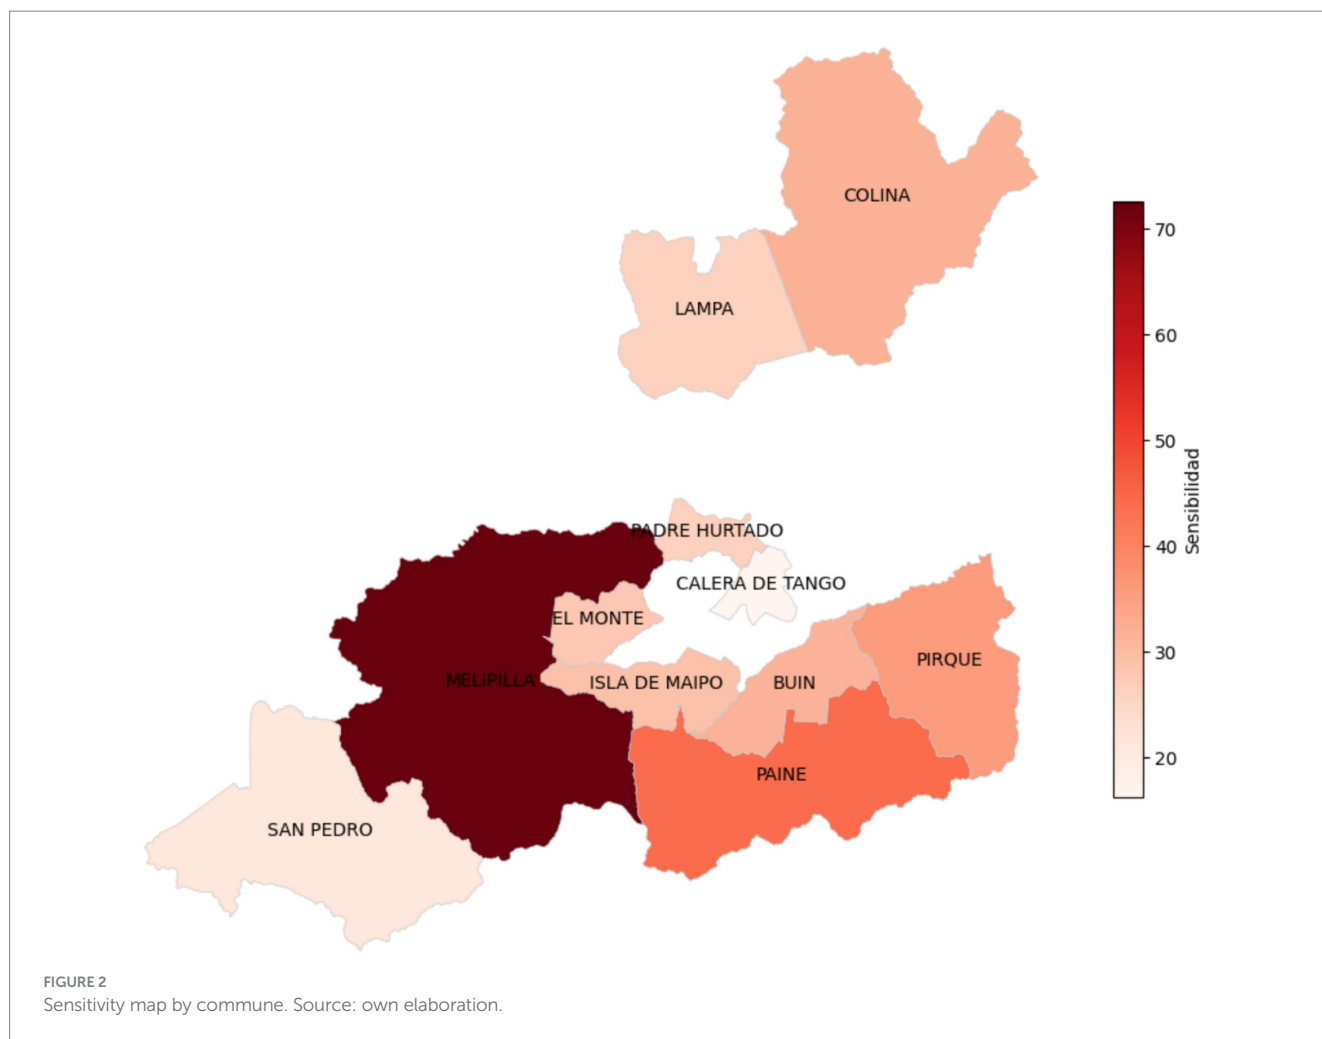 COLINA
LAMPA
PADRE HURTADO
CALERA DE TANGO
EL MONTE
MELIPILLA
ISLA DE MAIPO
BUIN
PIRQUE
PAINE
SAN PEDRO
70
60
50
40
30
20
Sensibilidad
FIGURE 2
Sensitivity map by commune. Source: own elaboration.